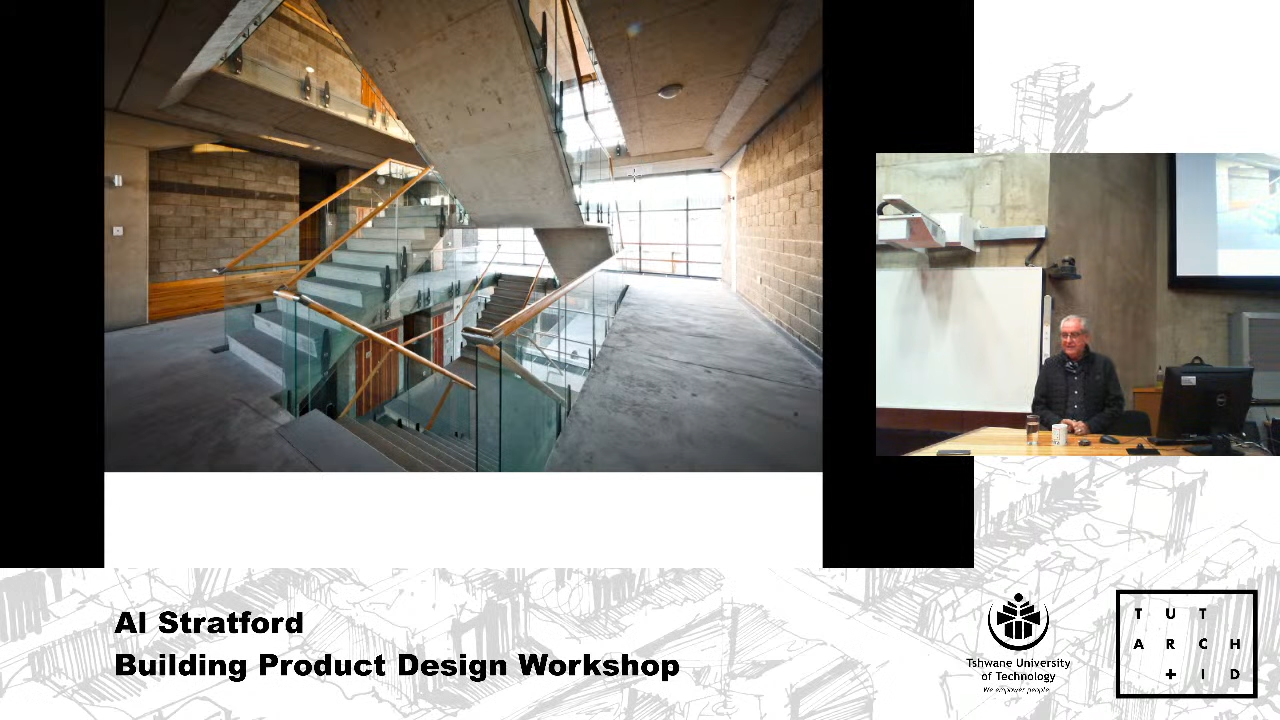 Al Stratford
Building Product Design Workshop
Tshwane University
of Technology
We empower people
T U T
A R C H
+ I D